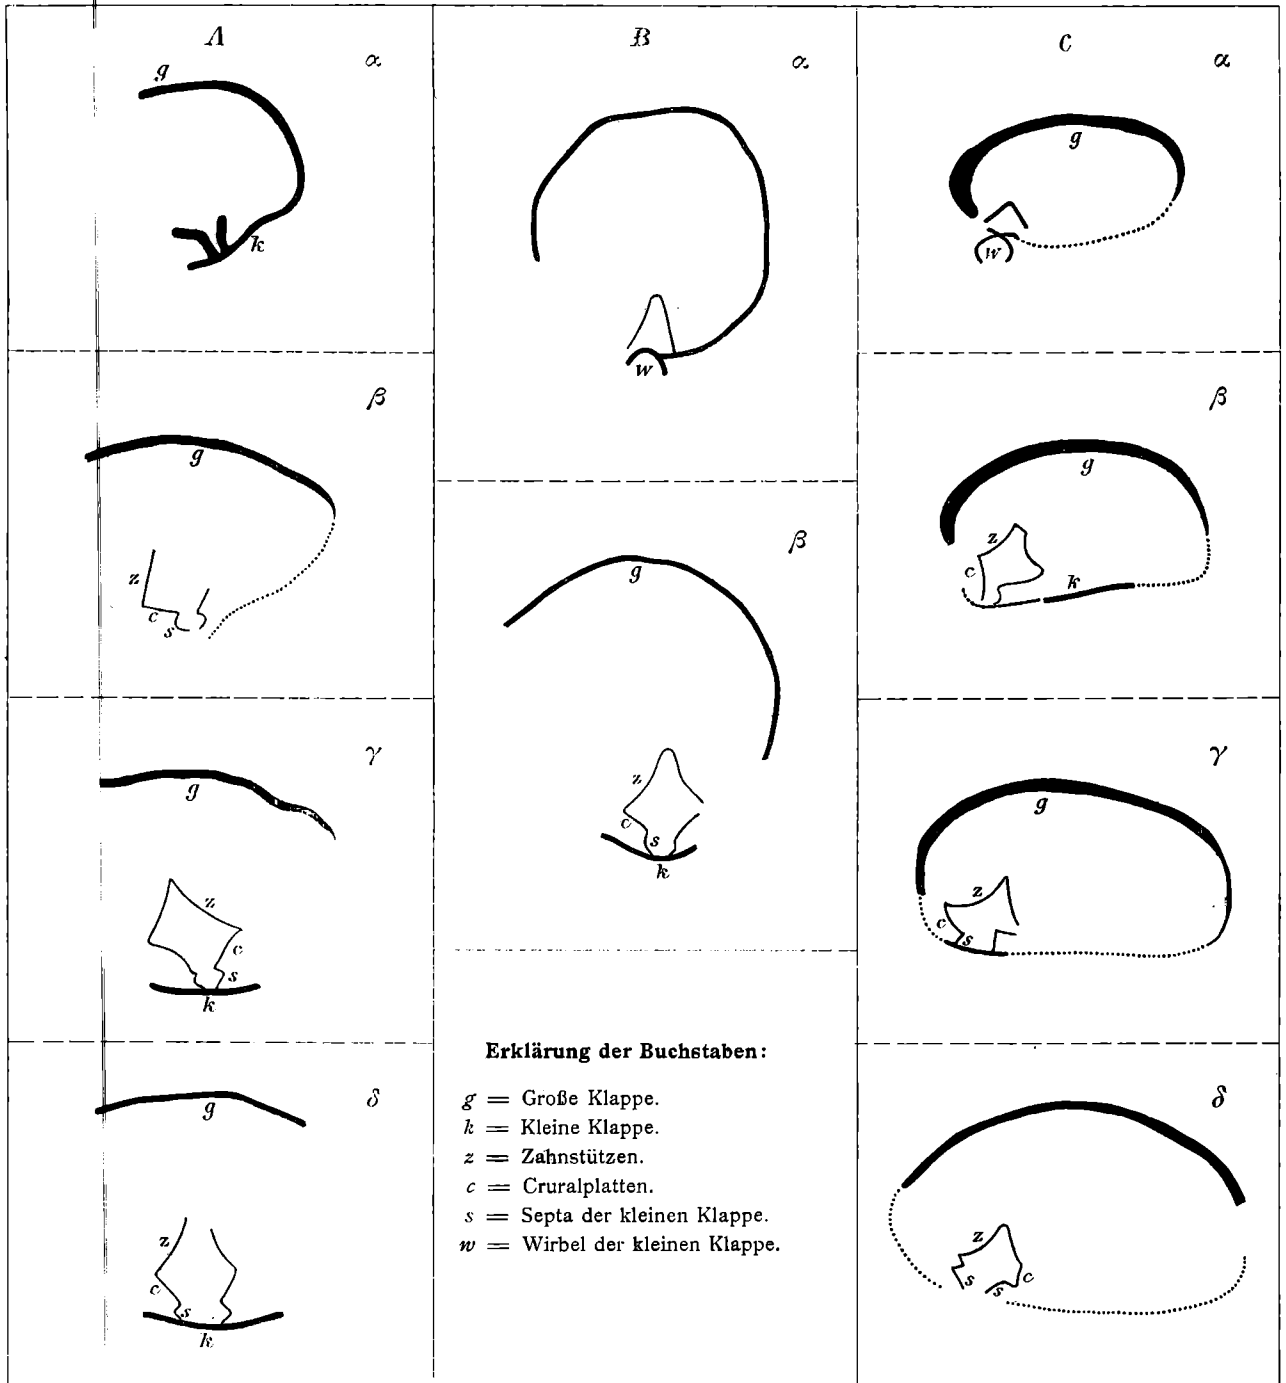 A
α
g
k
β
g
z
c
s
γ
g
z
c
s
k
δ
g
z
c
s
k
B
α
w
β
g
z
c
s
k
Erklärung der Buchstaben:
g = Große Klappe.
k = Kleine Klappe.
z = Zahnstützen.
c = Cruralplatten.
s = Septa der kleinen Klappe.
w = Wirbel der kleinen Klappe.
C
α
g
w
β
g
z
c
k
γ
g
z
c
s
δ
z
s
s
c